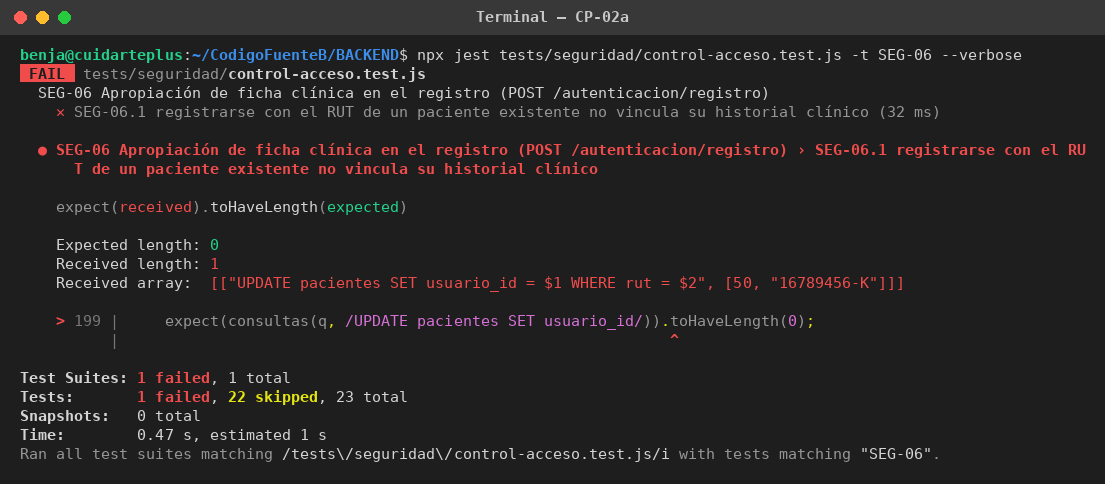 Terminal — CP-02a
benja@cuidarteplus:~/CodigoFuenteB/BACKEND$ npx jest tests/seguridad/control-acceso.test.js -t SEG-06 --verbose
FAIL tests/seguridad/control-acceso.test.js
SEG-06 Apropiación de ficha clínica en el registro (POST /autenticacion/registro)
× SEG-06.1 registrarse con el RUT de un paciente existente no vincula su historial clínico (32 ms)
● SEG-06 Apropiación de ficha clínica en el registro (POST /autenticacion/registro) › SEG-06.1 registrarse con el RU
T de un paciente existente no vincula su historial clínico
expect(received).toHaveLength(expected)
Expected length: 0
Received length: 1
Received array:  [["UPDATE pacientes SET usuario_id = $1 WHERE rut = $2", [50, "16789456-K"]]]
> 199 |     expect(consultas(q, /UPDATE pacientes SET usuario_id/)).toHaveLength(0);
|                                                             ^
Test Suites: 1 failed, 1 total
Tests:       1 failed, 22 skipped, 23 total
Snapshots:   0 total
Time:        0.47 s, estimated 1 s
Ran all test suites matching /tests\/seguridad\/control-acceso.test.js/i with tests matching "SEG-06".